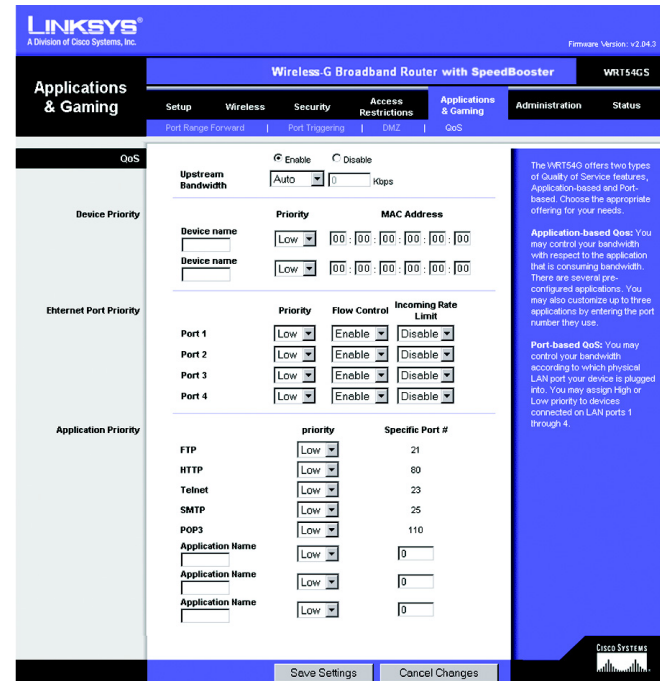 LINKSYS®
A Division of Cisco Systems, Inc.
Firmware Version: v2.04.3
Wireless-G Broadband Router with SpeedBooster
WRT54GS
Applications & Gaming
Setup
Wireless
Security
Access Restrictions
Applications & Gaming
Administration
Status
Port Range Forward | Port Triggering | DMZ | QoS
QoS
Enable Disable
Upstream Bandwidth Auto 0 Kbps
Device Priority
Priority MAC Address
Device name
Low 00 : 00 : 00 : 00 : 00 : 00
Device name
Low 00 : 00 : 00 : 00 : 00 : 00
Ehternet Port Priority
Priority Flow Control Incoming Rate Limit
Port 1 Low Enable Disable
Port 2 Low Enable Disable
Port 3 Low Enable Disable
Port 4 Low Enable Disable
Application Priority
priority Specific Port #
FTP Low 21
HTTP Low 80
Telnet Low 23
SMTP Low 25
POP3 Low 110
Application Name
Low 0
Application Name
Low 0
Application Name
Low 0
The WRT54G offers two types
of Quality of Service features,
Application-based and Port-
based. Choose the appropriate
offering for your needs.
Application-based Qos: You
may control your bandwidth
with respect to the application
that is consuming bandwidth.
There are several pre-
configured applications. You
may also customize up to three
applications by entering the port
number they use.
Port-based QoS: You may
control your bandwidth
according to which physical
LAN port your device is plugged
into. You may assign High or
Low priority to devices
connected on LAN ports 1
through 4.
Save Settings
Cancel Changes
CISCO SYSTEMS